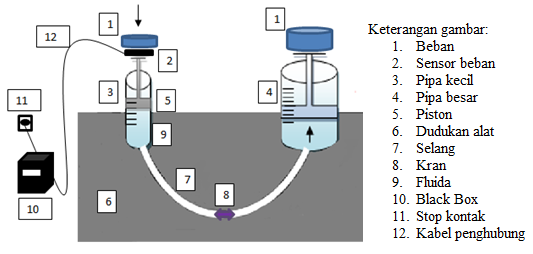 1
1
12
2
3
4
5
11
9
7
8
6
10
Keterangan gambar:
1. Beban
2. Sensor beban
3. Pipa kecil
4. Pipa besar
5. Piston
6. Dudukan alat
7. Selang
8. Kran
9. Fluida
10. Black Box
11. Stop kontak
12. Kabel penghubung